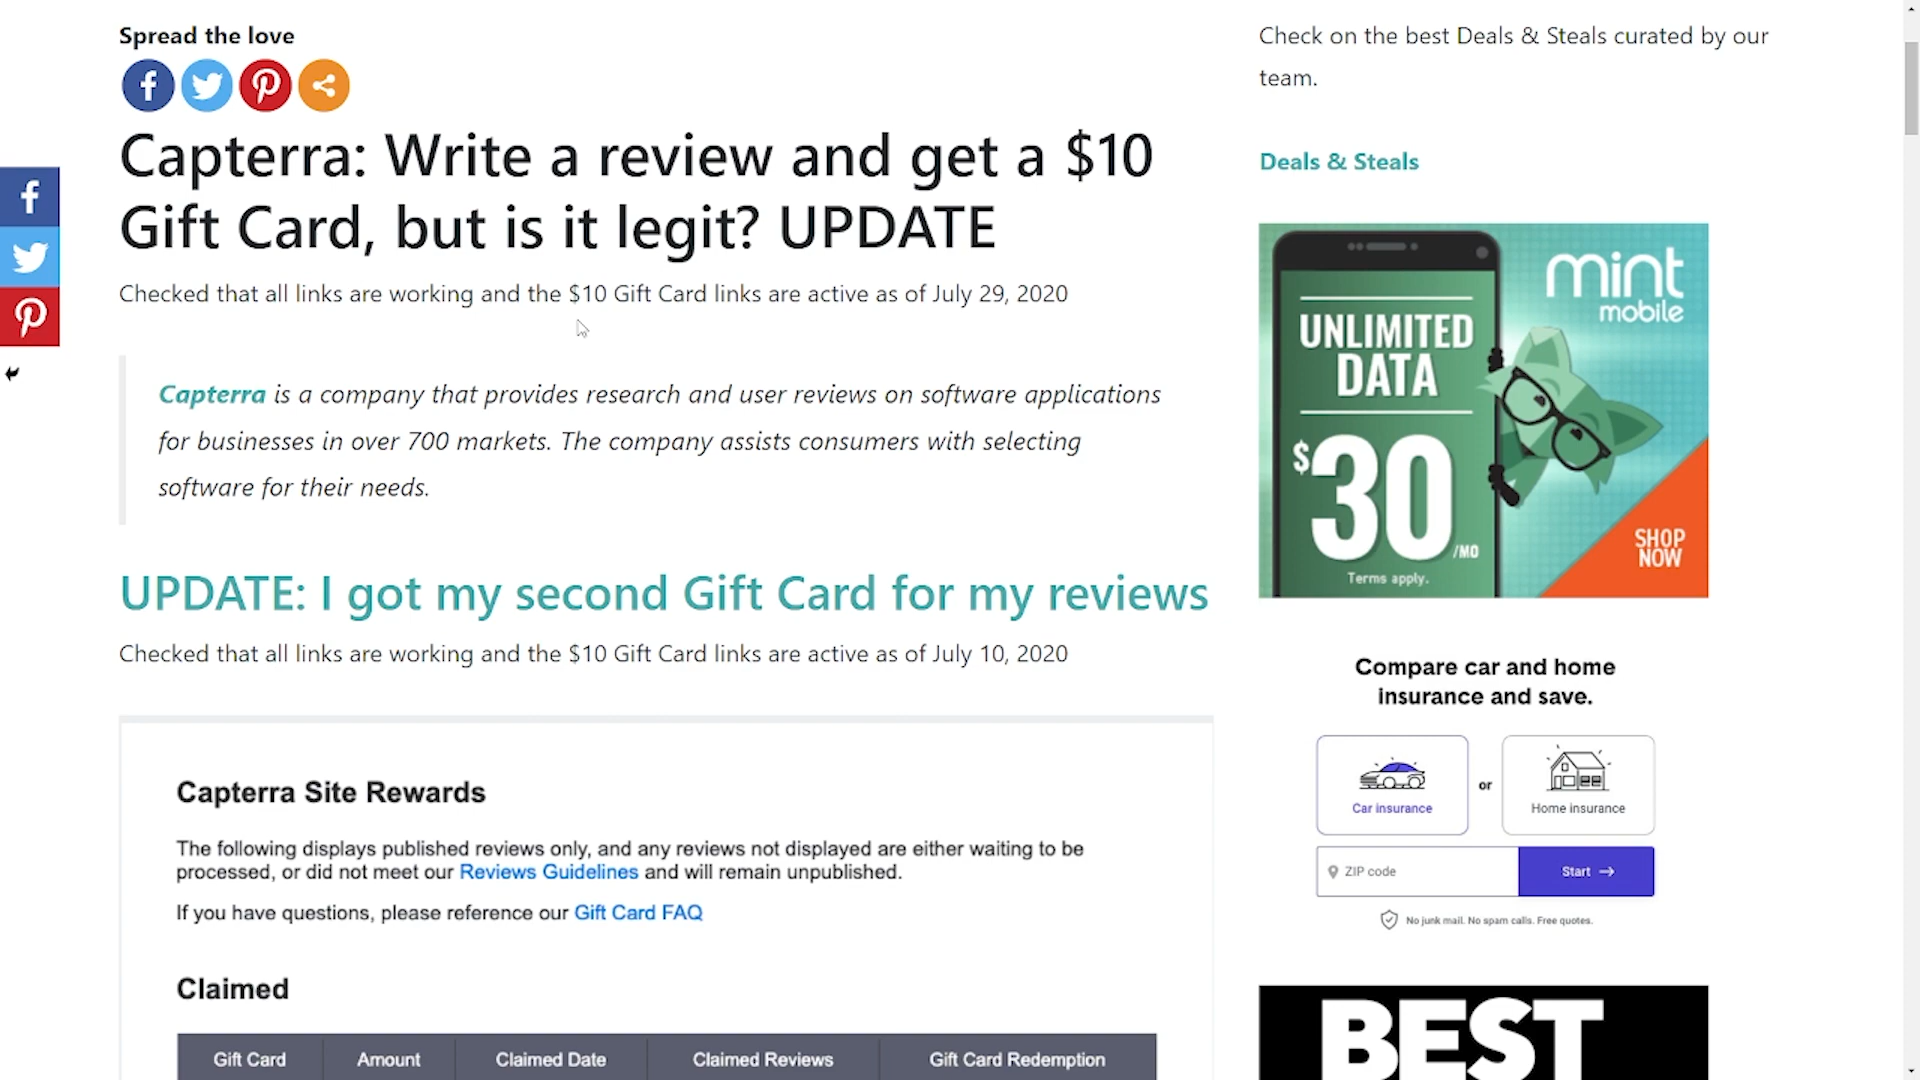 Spread the love
Capterra: Write a review and get a $10
Gift Card, but is it legit? UPDATE
Checked that all links are working and the $10 Gift Card links are active as of July 29, 2020
Capterra is a company that provides research and user reviews on software applications
for businesses in over 700 markets. The company assists consumers with selecting
software for their needs.
UPDATE: I got my second Gift Card for my reviews
Checked that all links are working and the $10 Gift Card links are active as of July 10, 2020
Capterra Site Rewards
The following displays published reviews only, and any reviews not displayed are either waiting to be
processed, or did not meet our Reviews Guidelines and will remain unpublished.
If you have questions, please reference our Gift Card FAQ
Claimed
Gift Card Amount Claimed Date Claimed Reviews Gift Card Redemption
Check on the best Deals & Steals curated by our
team.
Deals & Steals
mint
mobile
UNLIMITED
DATA
$30/MO
Terms apply.
SHOP
NOW
Compare car and home
insurance and save.
Car insurance or Home insurance
ZIP code Start
No junk mail. No spam calls. Free quotes.
BEST